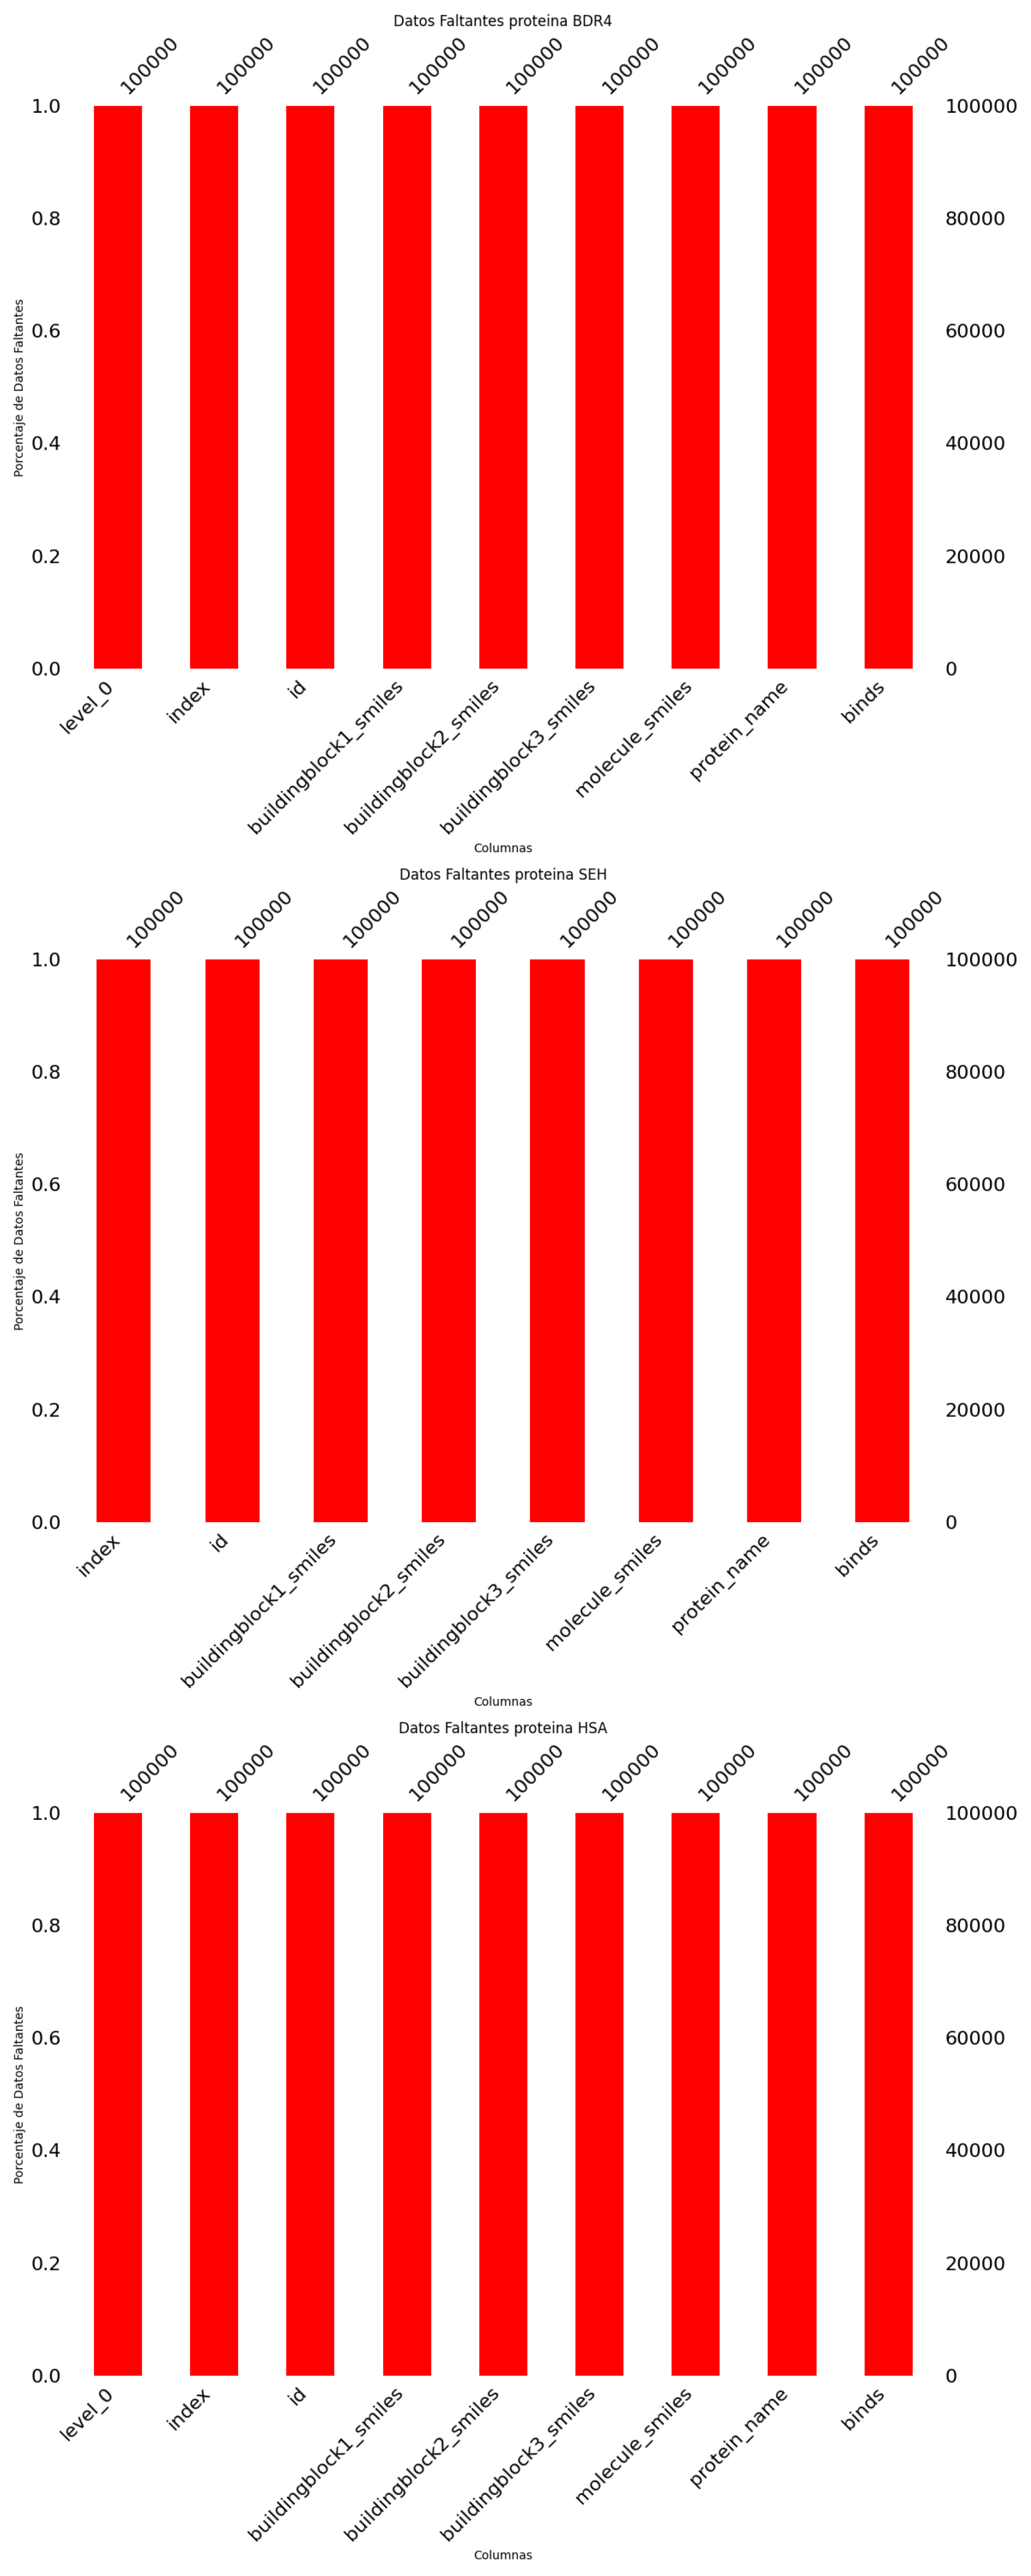 Datos Faltantes proteina BDR4
100000 100000 100000 100000 100000 100000 100000 100000 100000
1.0 100000
0.8 80000
0.6 60000
Porcentaje de Datos Faltantes
0.4 40000
0.2 20000
0.0 0
level_0 index id buildingblock1_smiles buildingblock2_smiles buildingblock3_smiles molecule_smiles protein_name binds
Columnas
Datos Faltantes proteina SEH
100000 100000 100000 100000 100000 100000 100000 100000
1.0 100000
0.8 80000
0.6 60000
Porcentaje de Datos Faltantes
0.4 40000
0.2 20000
0.0 0
index id buildingblock1_smiles buildingblock2_smiles buildingblock3_smiles molecule_smiles protein_name binds
Columnas
Datos Faltantes proteina HSA
100000 100000 100000 100000 100000 100000 100000 100000 100000
1.0 100000
0.8 80000
0.6 60000
Porcentaje de Datos Faltantes
0.4 40000
0.2 20000
0.0 0
level_0 index id buildingblock1_smiles buildingblock2_smiles buildingblock3_smiles molecule_smiles protein_name binds
Columnas